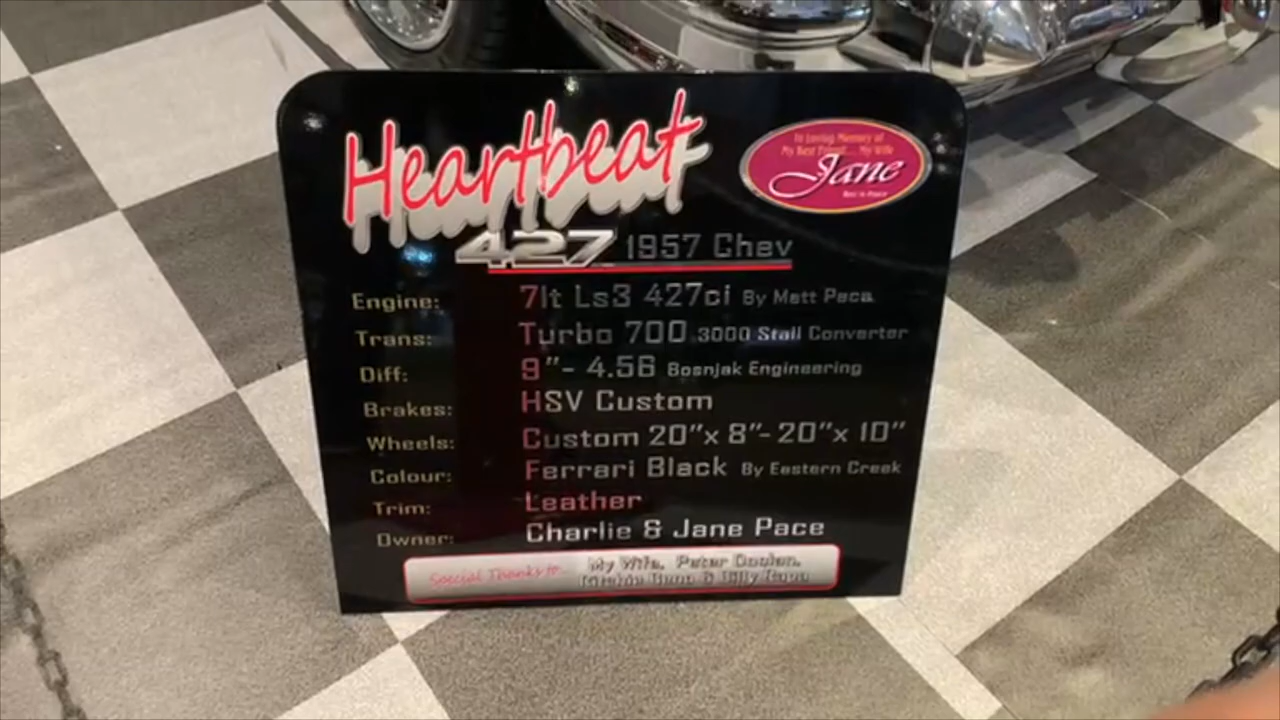 Heartbeat
In Loving Memory of
My Best Friend... My Wife
Jane
427 1957 Chev
Engine: 7lt Ls3 427ci By Matt Paca
Trans: Turbo 700 3000 Stall Converter
Diff: 9"- 4.56 Bosnjak Engineering
Brakes: HSV Custom
Wheels: Custom 20"x 8"- 20"x 10"
Colour: Ferrari Black By Eastern Creek
Trim: Leather
Owner: Charlie & Jane Pace
Special Thanks to... My Wife, Peter
& Billy